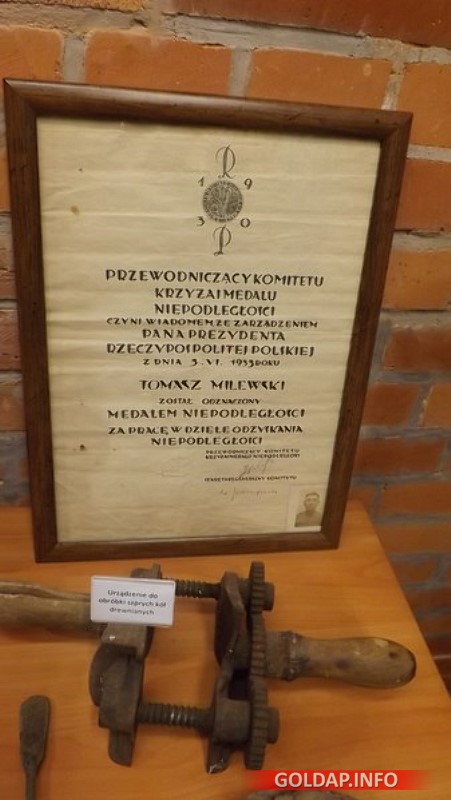 R
19
30
P
PRZEWODNICZĄCY KOMITETU
KRZYŻA I MEDALU
NIEPODLEGŁOŚCI
CZYNI WIADOMEM, ŻE ZARZĄDZENIEM
PANA PREZYDENTA
RZECZYPOSPOLITEJ POLSKIEJ
Z DNIA 3. VI. 1933 ROKU
TOMASZ MILEWSKI
ZOSTAŁ ODZNACZONY
MEDALEM NIEPODLEGŁOŚCI
ZA PRACĘ W DZIELE ODZYSKANIA
NIEPODLEGŁOŚCI
PRZEWODNICZĄCY KOMITETU
KRZYŻA I MEDALU NIEPODLEGŁOŚCI
KOMITETU
Urządzenie do
obróbki szprych kół
drewnianych
GOLDAP.INFO